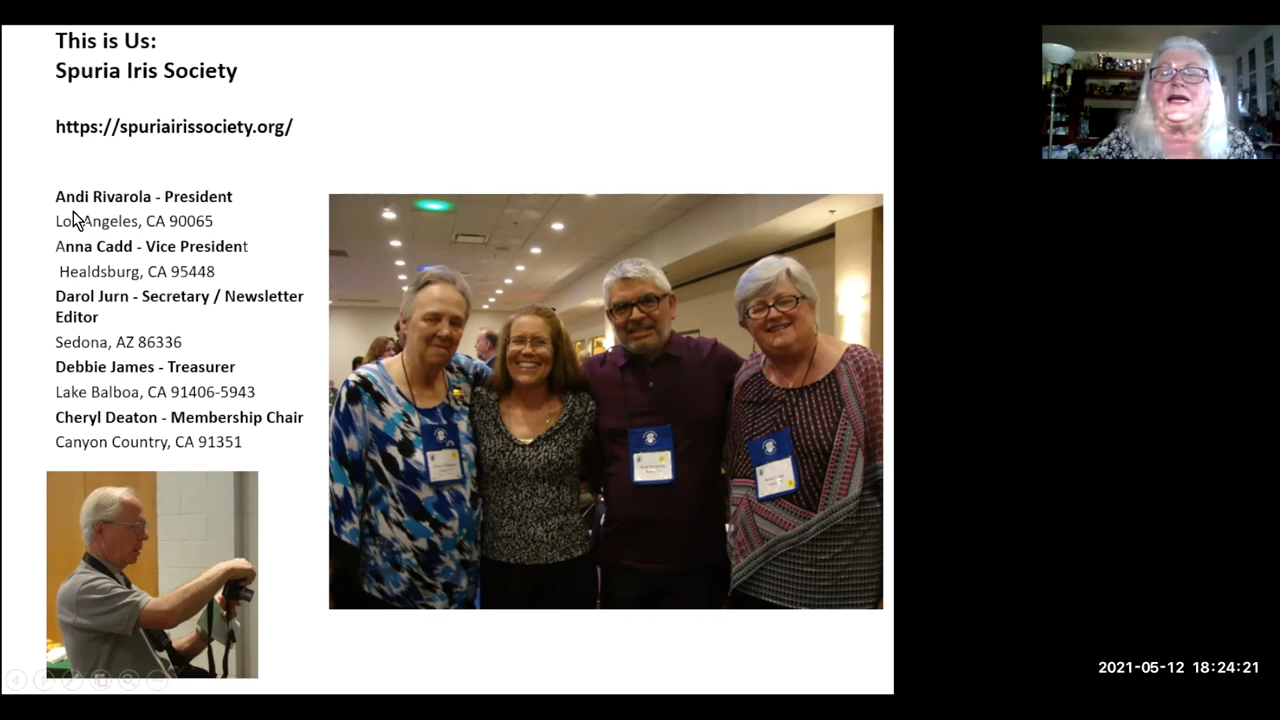 This is Us:
Spuria Iris Society
https://spuriairissociety.org/
Andi Rivarola - President
Los Angeles, CA 90065
Anna Cadd - Vice President
Healdsburg, CA 95448
Darol Jurn - Secretary / Newsletter
Editor
Sedona, AZ 86336
Debbie James - Treasurer
Lake Balboa, CA 91406-5943
Cheryl Deaton - Membership Chair
Canyon Country, CA 91351
2021-05-12 18:24:21